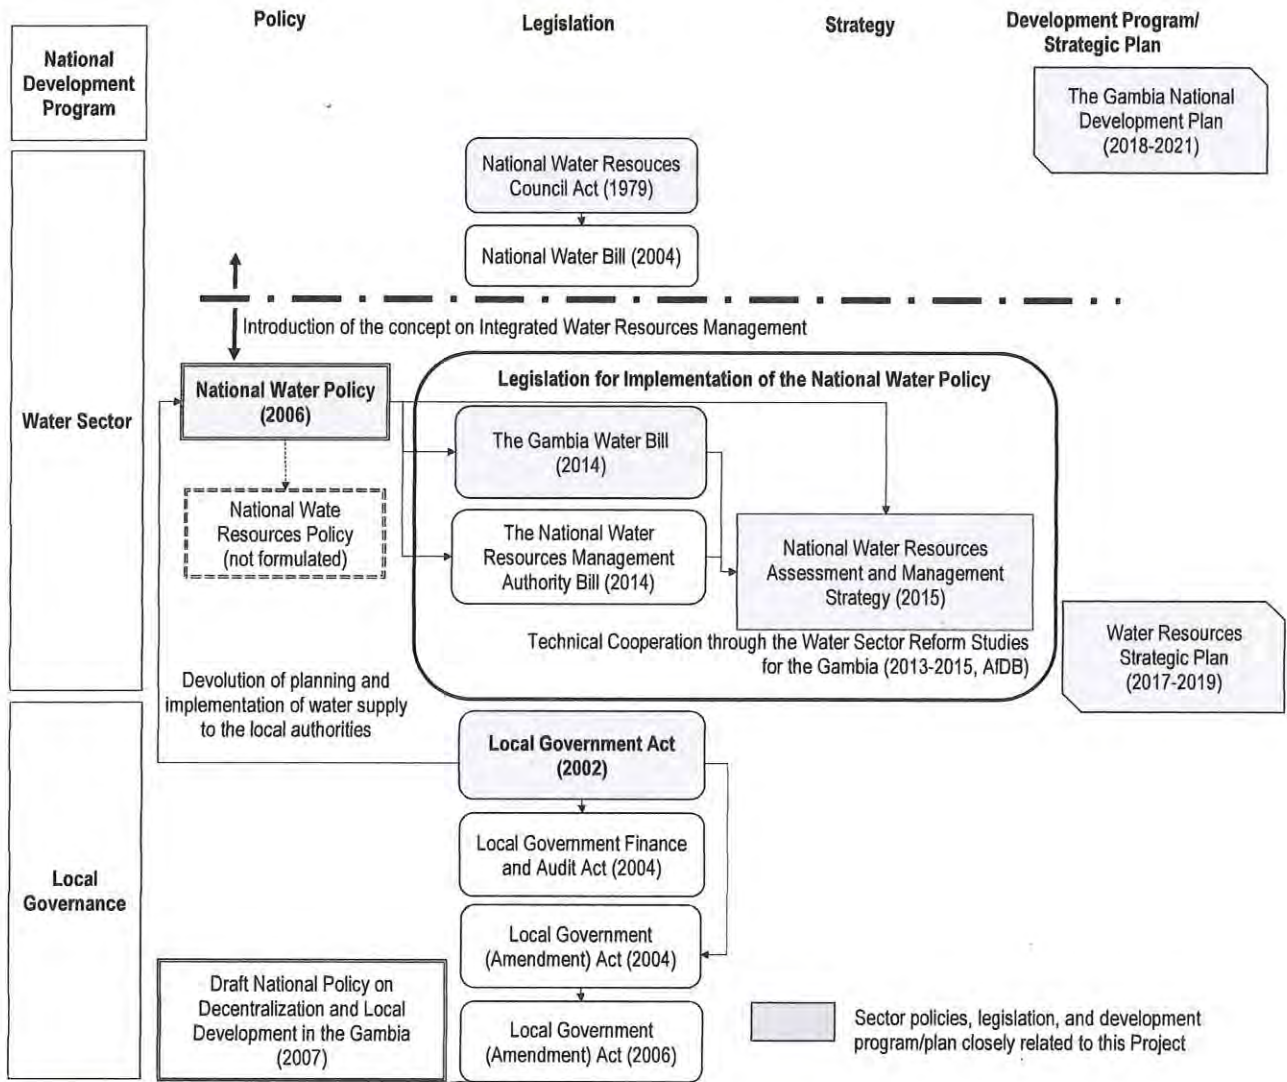 Policy
Legislation
Strategy
Development Program/
Strategic Plan
National
Development
Program
The Gambia National
Development Plan
(2018-2021)
National Water Resouces
Council Act (1979)
National Water Bill (2004)
Introduction of the concept on Integrated Water Resources Management
Water Sector
National Water Policy
(2006)
Legislation for Implementation of the National Water Policy
The Gambia Water Bill
(2014)
National Wate
Resources Policy
(not formulated)
The National Water
Resources Management
Authority Bill (2014)
National Water Resources
Assessment and Management
Strategy (2015)
Technical Cooperation through the Water Sector Reform Studies
for the Gambia (2013-2015, AfDB)
Water Resources
Strategic Plan
(2017-2019)
Devolution of planning and
implementation of water supply
to the local authorities
Local
Governance
Local Government Act
(2002)
Local Government Finance
and Audit Act (2004)
Local Government
(Amendment) Act (2004)
Draft National Policy on
Decentralization and Local
Development in the Gambia
(2007)
Local Government
(Amendment) Act (2006)
Sector policies, legislation, and development
program/plan closely related to this Project